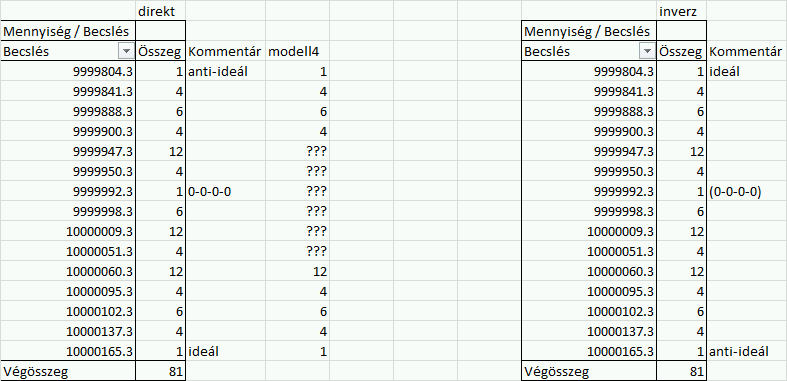 direkt inverz
Mennyiség / Becslés Mennyiség / Becslés
Becslés Összeg Kommentár modell4 Becslés Összeg Kommentár
9999804.3 1 anti-ideál 1 9999804.3 1 ideál
9999841.3 4 4 9999841.3 4
9999888.3 6 6 9999888.3 6
9999900.3 4 4 9999900.3 4
9999947.3 12 ??? 9999947.3 12
9999950.3 4 ??? 9999950.3 4
9999992.3 1 0-0-0-0 ??? 9999992.3 1 (0-0-0-0)
9999998.3 6 ??? 9999998.3 6
10000009.3 12 ??? 10000009.3 12
10000051.3 4 ??? 10000051.3 4
10000060.3 12 12 10000060.3 12
10000095.3 4 4 10000095.3 4
10000102.3 6 6 10000102.3 6
10000137.3 4 4 10000137.3 4
10000165.3 1 ideál 1 10000165.3 1 anti-ideál
Végösszeg 81 Végösszeg 81